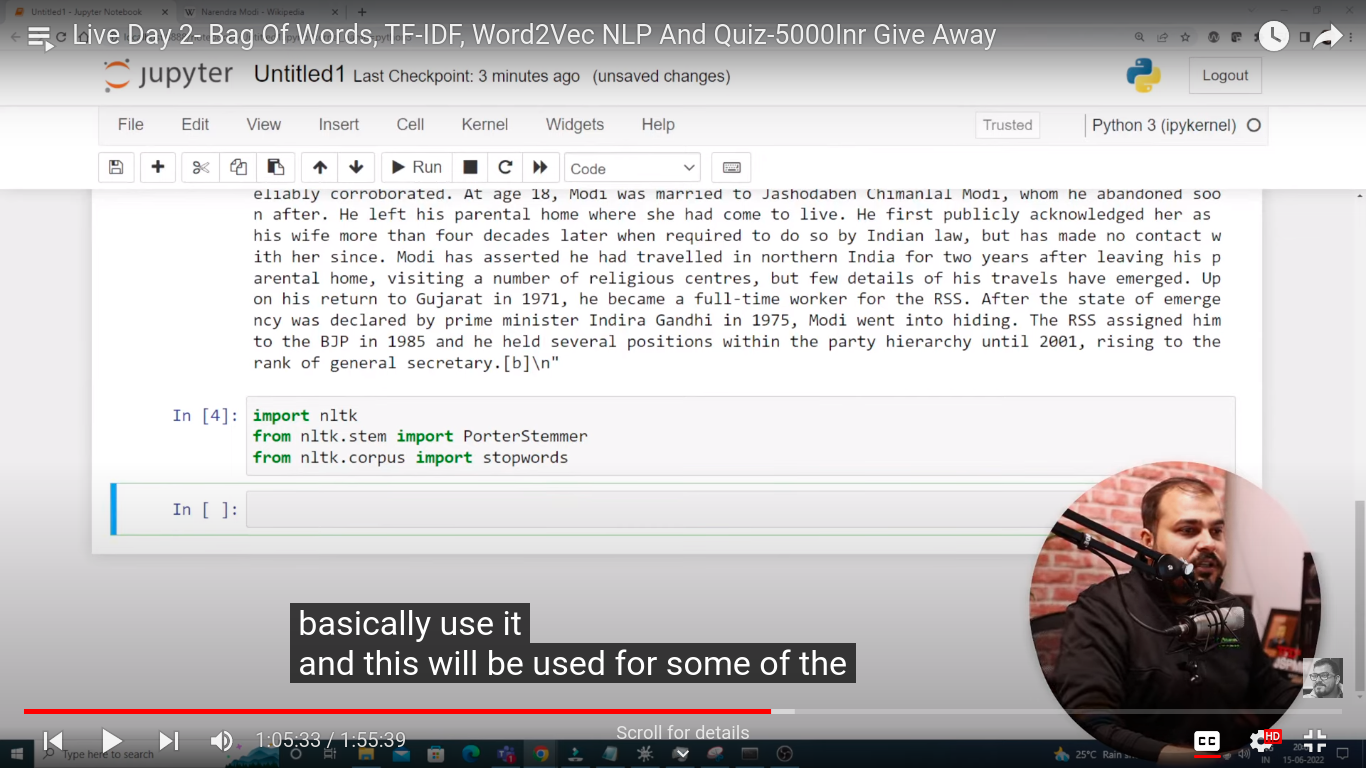 Untitled1 - Jupyter Notebook
Narendra Modi - Wikipedia
Live Day 2- Bag Of Words, TF-IDF, Word2Vec NLP And Quiz-5000Inr Give Away
jupyter Untitled1 Last Checkpoint: 3 minutes ago (unsaved changes)
Logout
File Edit View Insert Cell Kernel Widgets Help
Trusted
Python 3 (ipykernel)
Run
Code
eliably corroborated. At age 18, Modi was married to Jashodaben Chimanlal Modi, whom he abandoned soo
n after. He left his parental home where she had come to live. He first publicly acknowledged her as
his wife more than four decades later when required to do so by Indian law, but has made no contact w
ith her since. Modi has asserted he had travelled in northern India for two years after leaving his p
arental home, visiting a number of religious centres, but few details of his travels have emerged. Up
on his return to Gujarat in 1971, he became a full-time worker for the RSS. After the state of emerge
ncy was declared by prime minister Indira Gandhi in 1975, Modi went into hiding. The RSS assigned him
to the BJP in 1985 and he held several positions within the party hierarchy until 2001, rising to the
rank of general secretary.[b]\n"
In [4]: import nltk
from nltk.stem import PorterStemmer
from nltk.corpus import stopwords
In [ ]:
basically use it
and this will be used for some of the
1:05:33 / 1:55:39
Scroll for details
CC
HD
Type here to search
25°C Rain
IN
15-06-2022